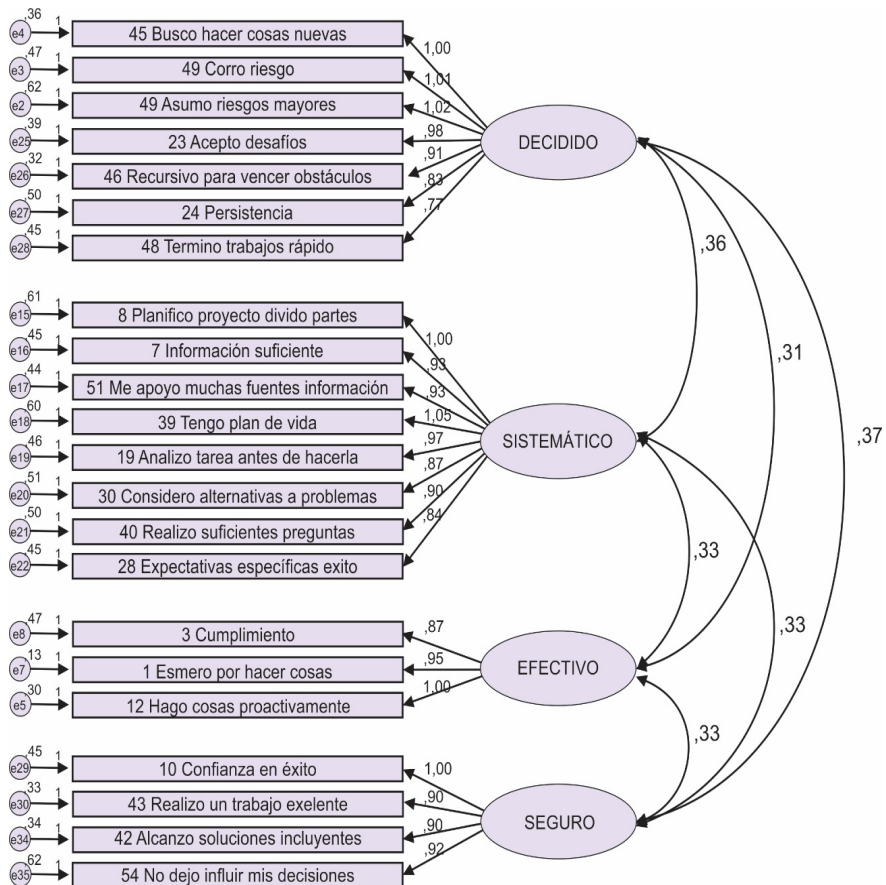 ,36
e4 1 45 Busco hacer cosas nuevas 1,00
,47
e3 1 49 Corro riesgo 1,01
,62
e2 1 49 Asumo riesgos mayores 1,02
,39
e25 1 23 Acepto desafíos ,98
DECIDIDO
,32
e26 1 46 Recursivo para vencer obstáculos ,91
,50
e27 1 24 Persistencia ,83
,45
e28 1 48 Termino trabajos rápido ,77
,36
,31
,37
,61
e15 1 8 Planifico proyecto divido partes 1,00
,45
e16 1 7 Información suficiente ,93
,44
e17 1 51 Me apoyo muchas fuentes información ,93
,60
e18 1 39 Tengo plan de vida 1,05
SISTEMÁTICO
,46
e19 1 19 Analizo tarea antes de hacerla ,97
,51
e20 1 30 Considero alternativas a problemas ,87
,50
e21 1 40 Realizo suficientes preguntas ,90
,45
e22 1 28 Expectativas específicas exito ,84
,33
,33
,47
e8 1 3 Cumplimiento ,87
,13
e7 1 1 Esmero por hacer cosas ,95
EFECTIVO
,30
e5 1 12 Hago cosas proactivamente 1,00
,33
,45
e29 1 10 Confianza en éxito 1,00
,33
e30 1 43 Realizo un trabajo exelente ,90
SEGURO
,34
e34 1 42 Alcanzo soluciones incluyentes ,90
,62
e35 1 54 No dejo influir mis decisiones ,92